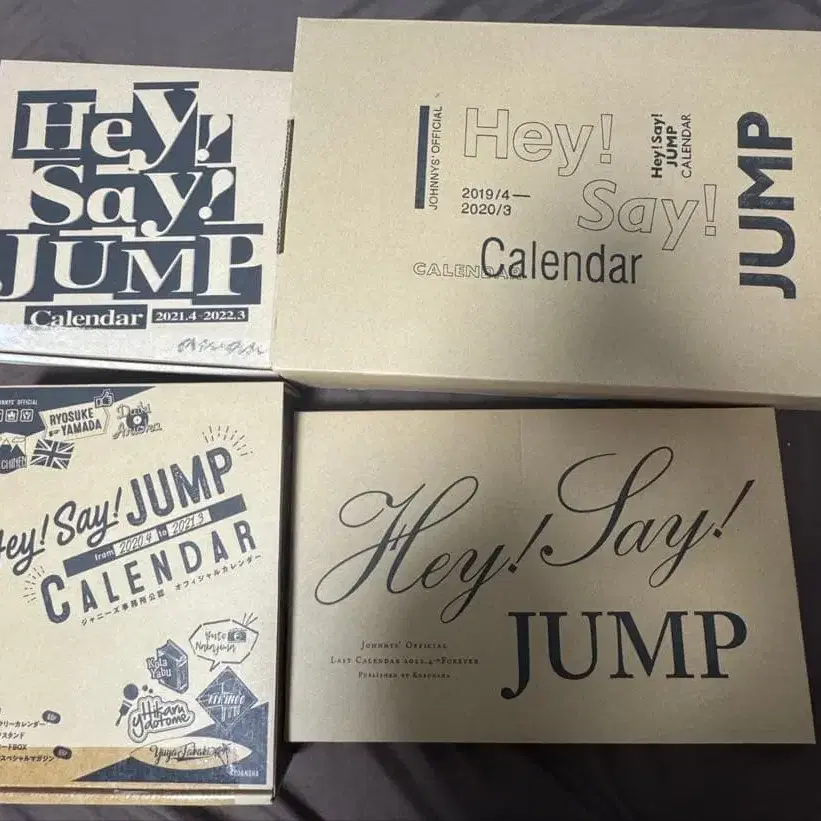 Hey!
Say!
JUMP
Calendar 2021.4-2022.3
JOHNNYS' OFFICIAL
Hey!
Say!
JUMP
2019/4—
2020/3
Hey! Say!
JUMP
CALENDAR
CALENDAR
Calendar
JOHNNYS' OFFICIAL
RYOSUKE
YAMADA
Daiki
Arioka
CHINEN
Hey! Say! JUMP
from 2020.4 to 2021.3
CALENDAR
ジャニーズ事務所公認 オフィシャルカレンダー
Yuto
Nakajima
Kota
Yabu
Hikaru
Yaotome
Yuya Takaki
KODANSHA
Hey! Say!
JUMP
JOHNNYS' OFFICIAL
LAST CALENDAR 2022.4→FOREVER
PUBLISHED BY KODANSHA